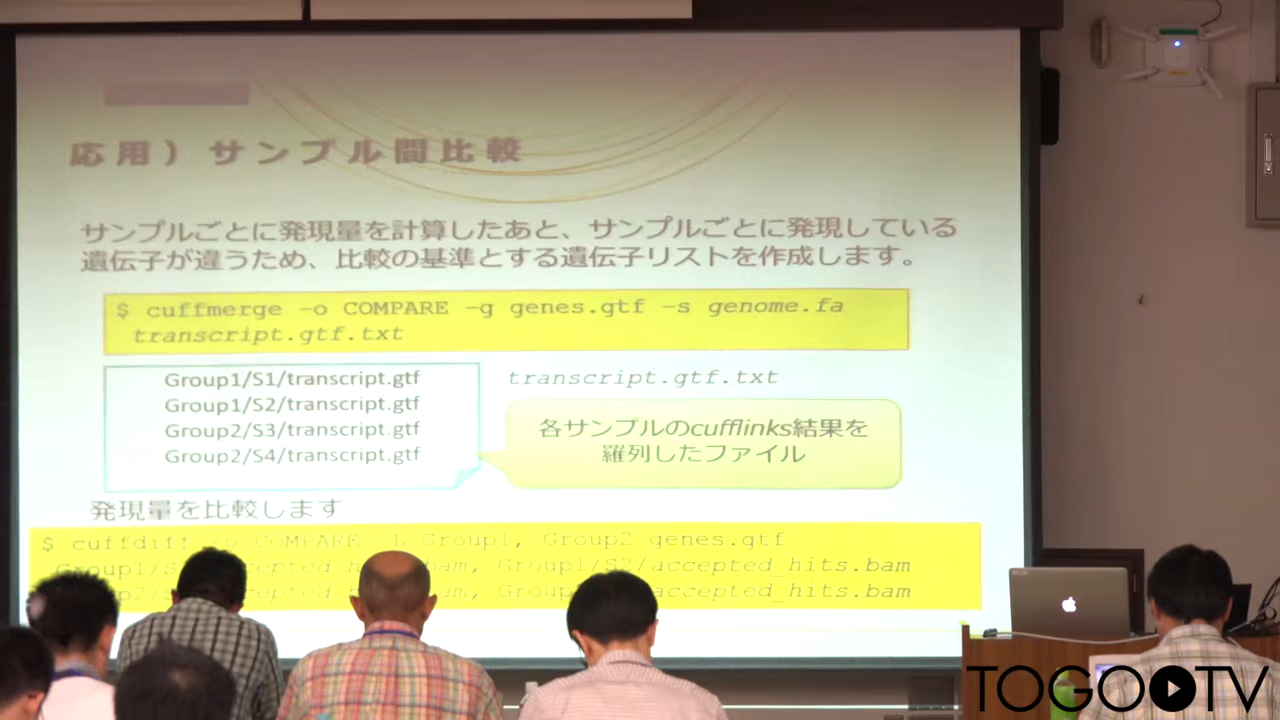 応用）サンプル間比較
サンプルごとに発現量を計算したあと、サンプルごとに発現している
遺伝子が違うため、比較の基準とする遺伝子リストを作成します。
$ cuffmerge -o COMPARE -g genes.gtf -s genome.fa
transcript.gtf.txt
Group1/S1/transcript.gtf
Group1/S2/transcript.gtf
Group2/S3/transcript.gtf
Group2/S4/transcript.gtf
transcript.gtf.txt
各サンプルのcufflinks結果を
羅列したファイル
発現量を比較します
$ cuffdiff -o COMPARE -L Group1, Group2 genes.gtf
Group1/S2/accepted_hits.bam
accepted_hits.bam
TOGOTV